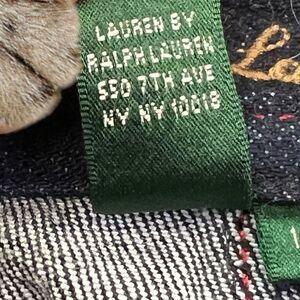 LAUREN BY
RALPH LAUREN
550 7TH AVE
NY NY 10018